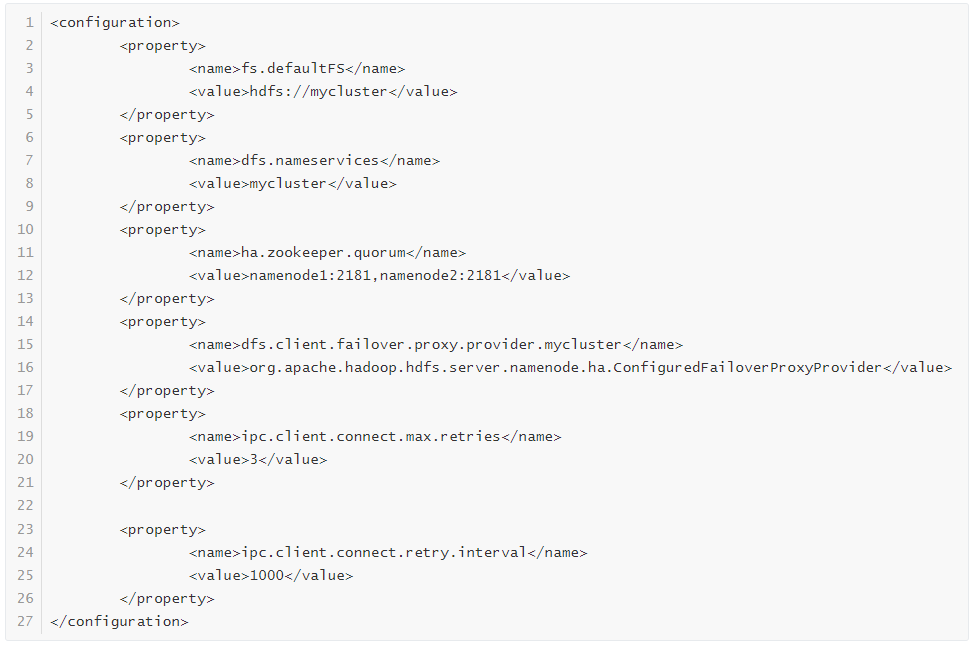 1 <configuration>
2 <property>
3 <name>fs.defaultFS</name>
4 <value>hdfs://mycluster</value>
5 </property>
6 <property>
7 <name>dfs.nameservices</name>
8 <value>mycluster</value>
9 </property>
10 <property>
11 <name>ha.zookeeper.quorum</name>
12 <value>namenode1:2181,namenode2:2181</value>
13 </property>
14 <property>
15 <name>dfs.client.failover.proxy.provider.mycluster</name>
16 <value>org.apache.hadoop.hdfs.server.namenode.ha.ConfiguredFailoverProxyProvider</value>
17 </property>
18 <property>
19 <name>ipc.client.connect.max.retries</name>
20 <value>3</value>
21 </property>
22
23 <property>
24 <name>ipc.client.connect.retry.interval</name>
25 <value>1000</value>
26 </property>
27 </configuration>